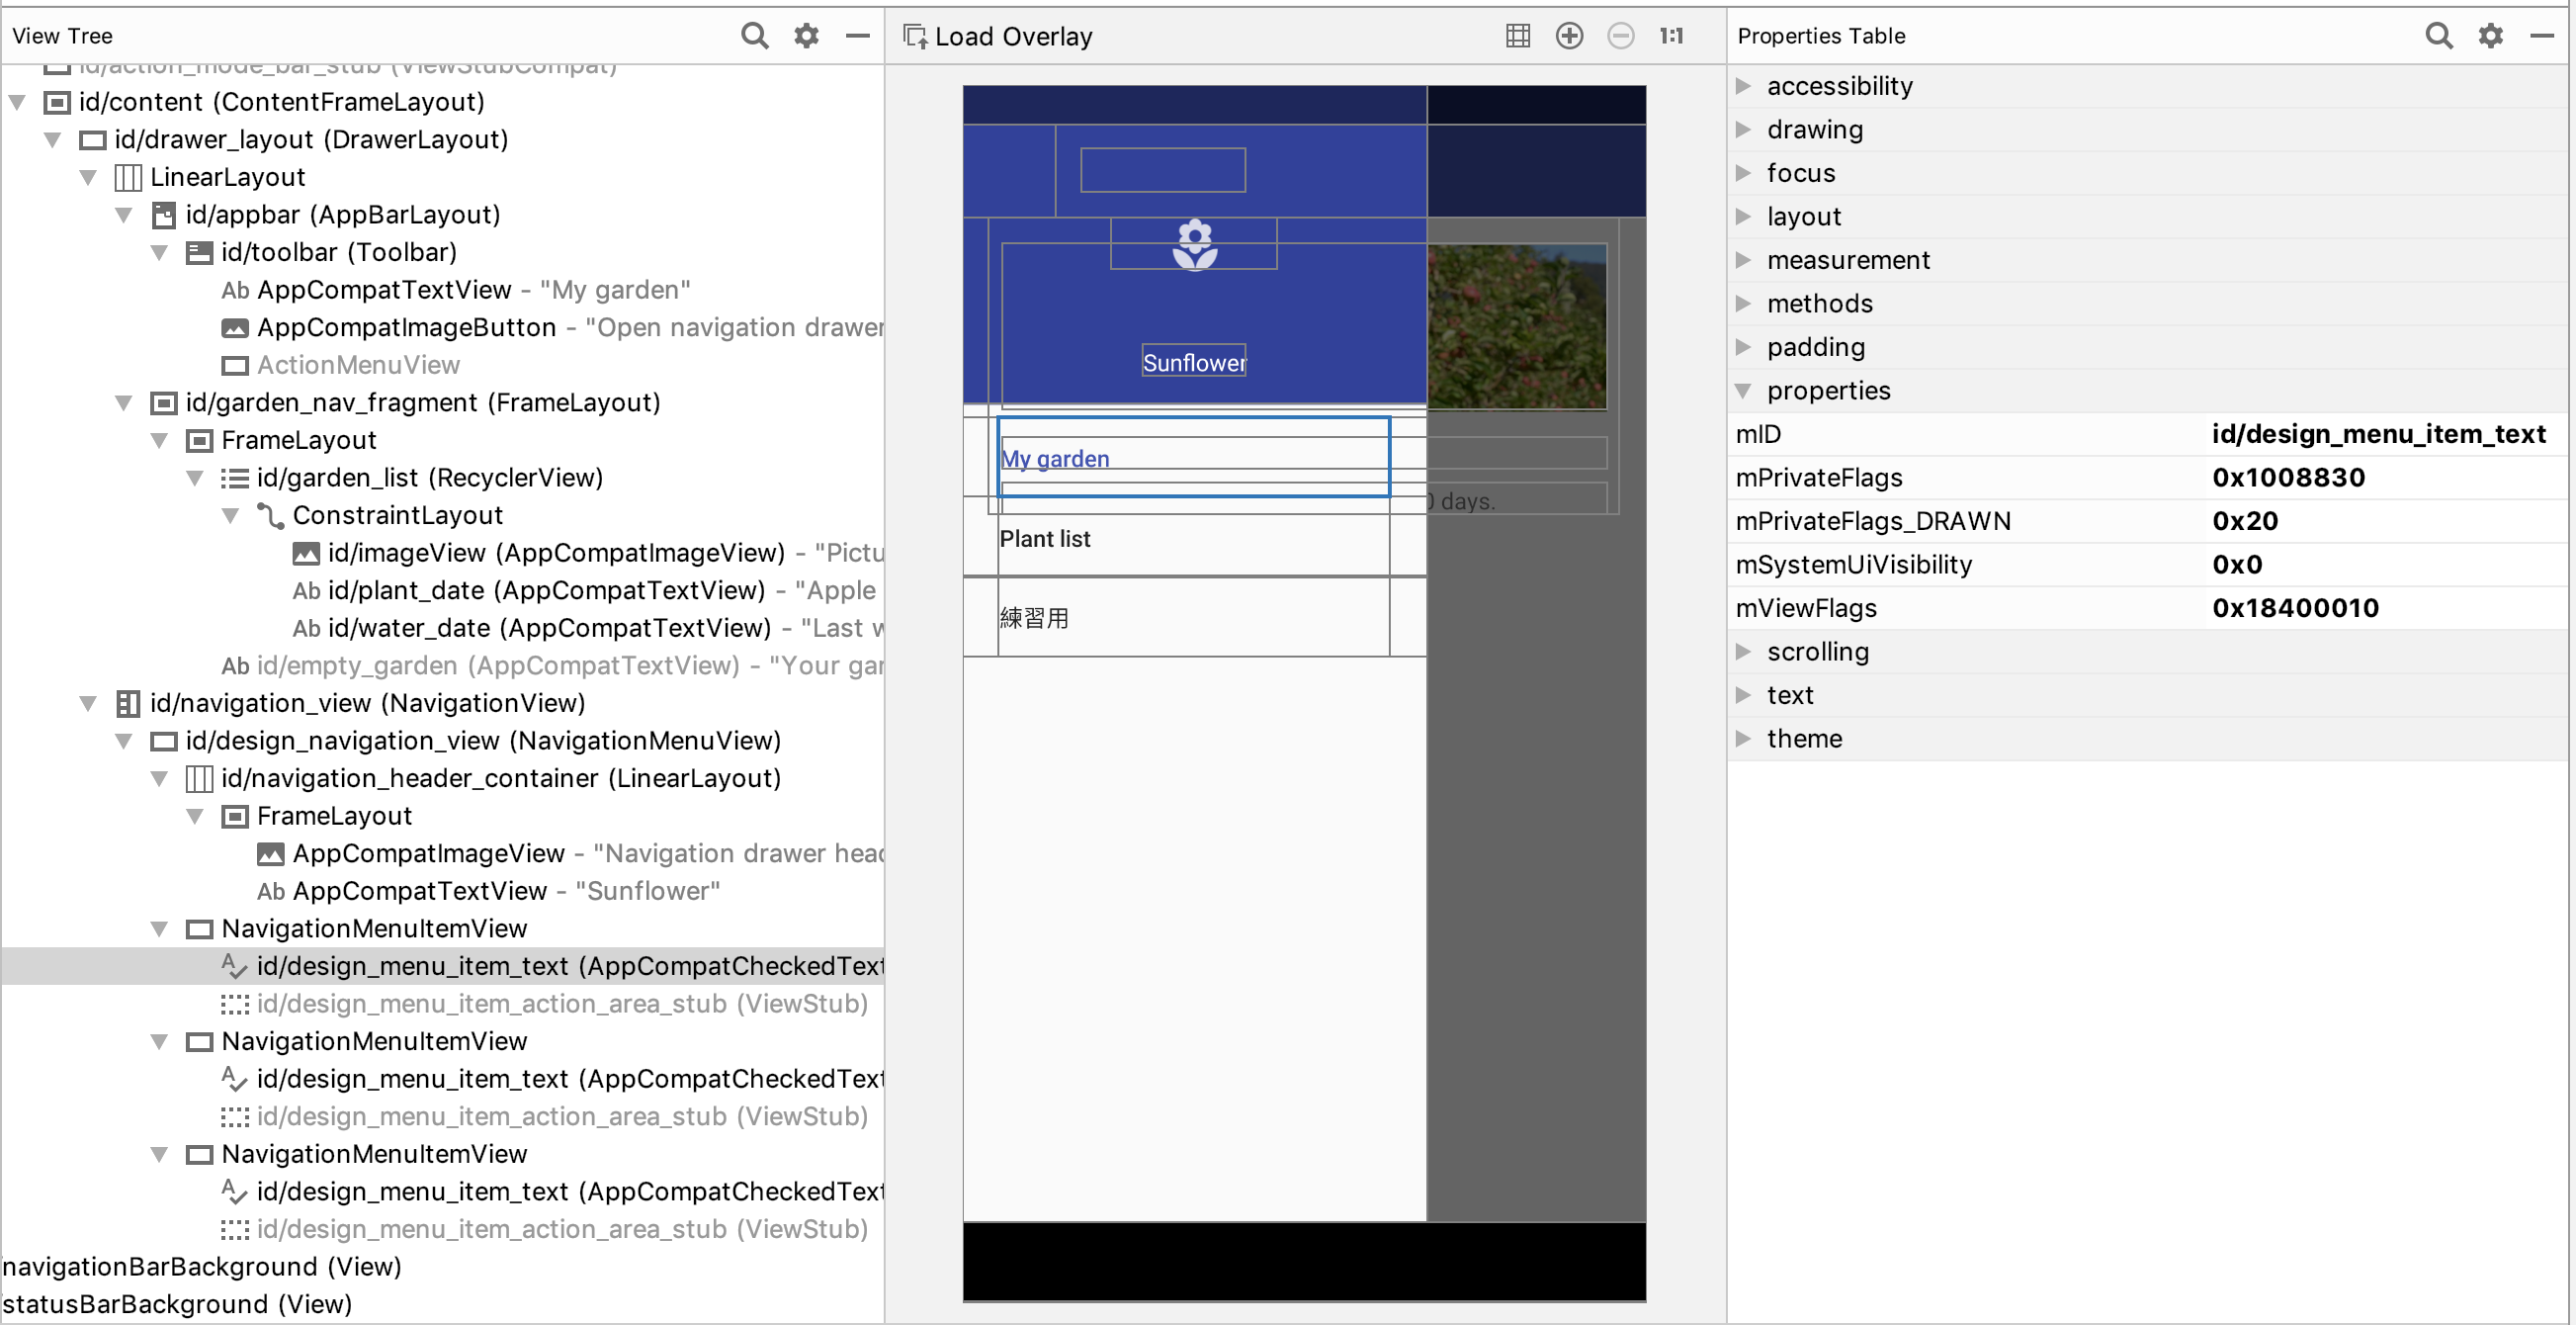 View Tree
id/action_mode_bar_stub (ViewStubCompat)
id/content (ContentFrameLayout)
id/drawer_layout (DrawerLayout)
LinearLayout
id/appbar (AppBarLayout)
id/toolbar (Toolbar)
Ab AppCompatTextView - "My garden"
AppCompatImageButton - "Open navigation drawer
ActionMenuView
id/garden_nav_fragment (FrameLayout)
FrameLayout
id/garden_list (RecyclerView)
ConstraintLayout
id/imageView (AppCompatImageView) - "Pictu
Ab id/plant_date (AppCompatTextView) - "Apple
Ab id/water_date (AppCompatTextView) - "Last w
Ab id/empty_garden (AppCompatTextView) - "Your gar
id/navigation_view (NavigationView)
id/design_navigation_view (NavigationMenuView)
id/navigation_header_container (LinearLayout)
FrameLayout
AppCompatImageView - "Navigation drawer head
Ab AppCompatTextView - "Sunflower"
NavigationMenuItemView
id/design_menu_item_text (AppCompatCheckedText
id/design_menu_item_action_area_stub (ViewStub)
NavigationMenuItemView
id/design_menu_item_text (AppCompatCheckedText
id/design_menu_item_action_area_stub (ViewStub)
NavigationMenuItemView
id/design_menu_item_text (AppCompatCheckedText
id/design_menu_item_action_area_stub (ViewStub)
navigationBarBackground (View)
statusBarBackground (View)
Load Overlay
1:1
Sunflower
My garden
0 days.
Plant list
練習用
Properties Table
accessibility
drawing
focus
layout
measurement
methods
padding
properties
mID id/design_menu_item_text
mPrivateFlags 0x1008830
mPrivateFlags_DRAWN 0x20
mSystemUiVisibility 0x0
mViewFlags 0x18400010
scrolling
text
theme